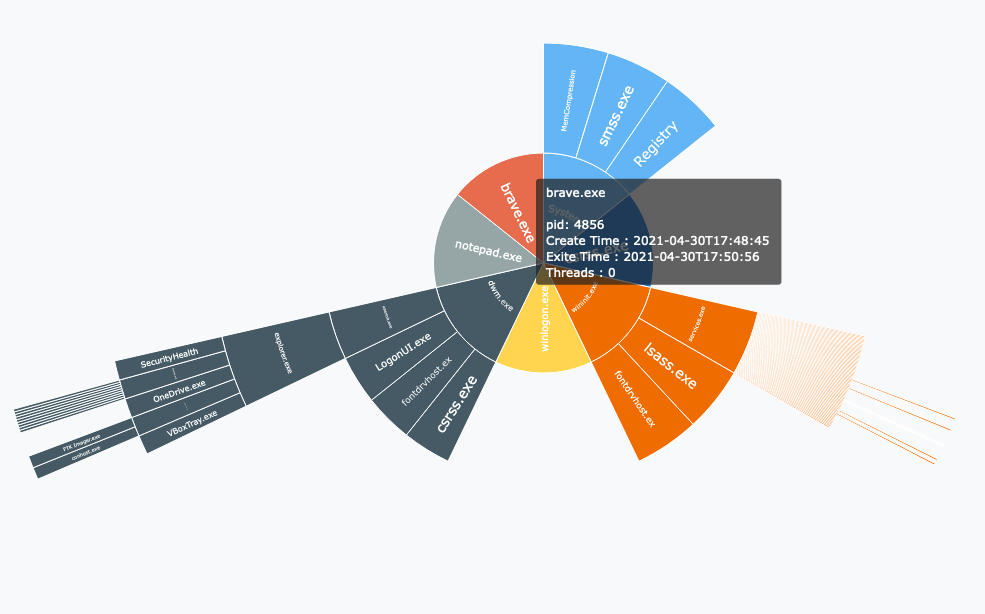 MemCompression
smss.exe
Registry
brave.exe
System
notepad.exe
dwm.exe
winlogon.exe
wininit.exe
brave.exe
pid: 4856
Create Time : 2021-04-30T17:48:45
Exite Time : 2021-04-30T17:50:56
Threads : 0
services.exe
lsass.exe
fontdrvhost.ex
LogonUI.exe
fontdrvhost.ex
csrss.exe
explorer.exe
SecurityHealth
OneDrive.exe
VBoxTray.exe
FTK Imager.exe
conhost.exe